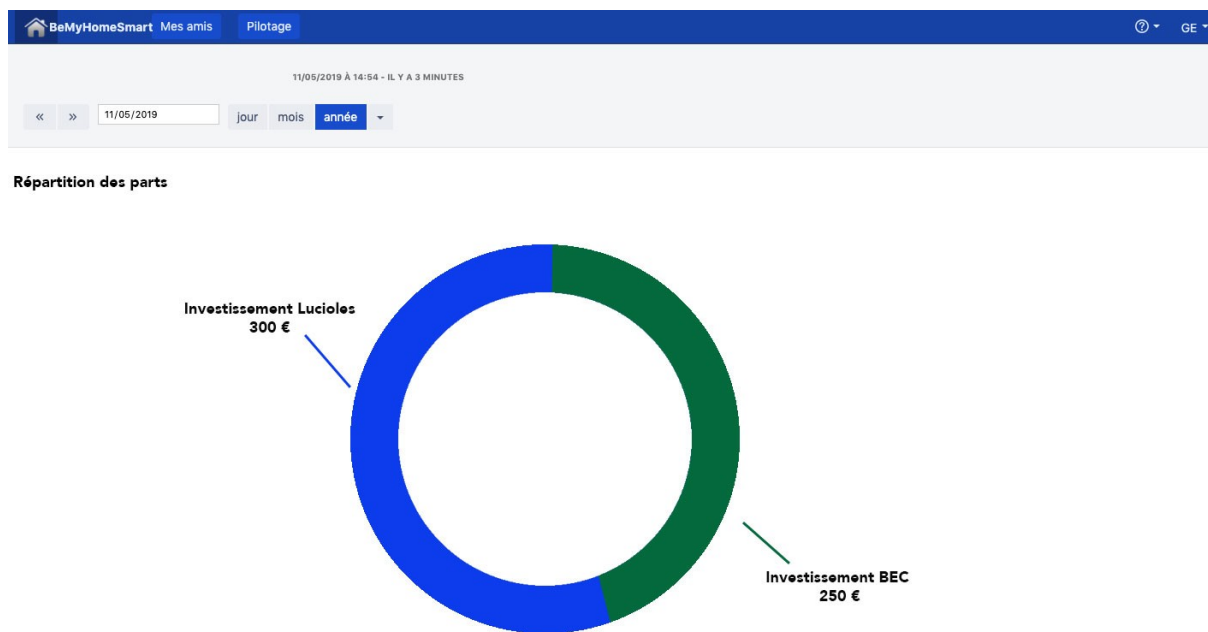 BeMyHomeSmart Mes amis Pilotage GE
11/05/2019 À 14:54 - IL Y A 3 MINUTES
« » 11/05/2019 jour mois année
Répartition des parts
Investissement Lucioles
300 €
Investissement BEC
250 €